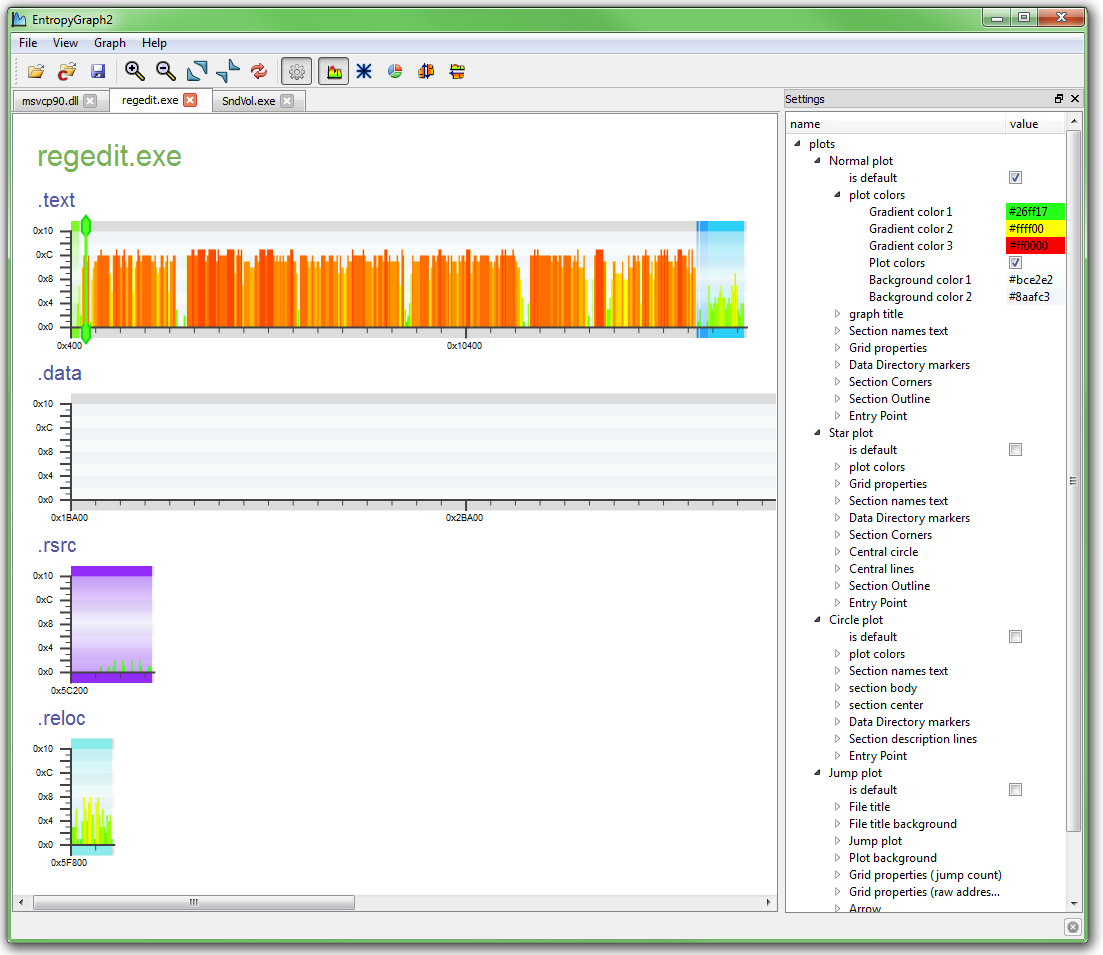 EntropyGraph2
File View Graph Help
msvcp90.dll regedit.exe SndVol.exe
regedit.exe
.text
0x10
0xC
0x8
0x4
0x0
0x400 0x10400
.data
0x10
0xC
0x8
0x4
0x0
0x1BA00 0x2BA00
.rsrc
0x10
0xC
0x8
0x4
0x0
0x5C200
.reloc
0x10
0xC
0x8
0x4
0x0
0x5F800
Settings
name value
plots
Normal plot
is default
plot colors
Gradient color 1 #26ff17
Gradient color 2 #ffff00
Gradient color 3 #ff0000
Plot colors
Background color 1 #bce2e2
Background color 2 #8aafc3
graph title
Section names text
Grid properties
Data Directory markers
Section Corners
Section Outline
Entry Point
Star plot
is default
plot colors
Grid properties
Section names text
Data Directory markers
Section Corners
Central circle
Central lines
Section Outline
Entry Point
Circle plot
is default
plot colors
Section names text
section body
section center
Data Directory markers
Section description lines
Entry Point
Jump plot
is default
File title
File title background
Jump plot
Plot background
Grid properties (jump count)
Grid properties (raw addres...
Arrow